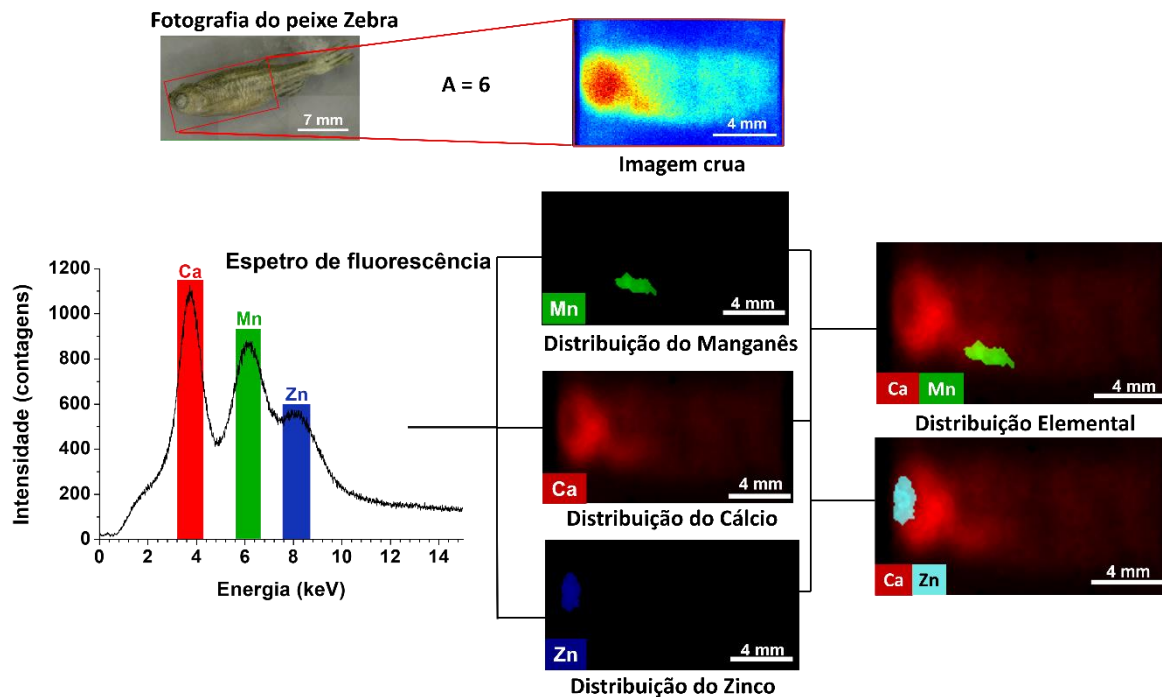 Fotografia do peixe Zebra
7 mm
A = 6
4 mm
Imagem crua
Espetro de fluorescência
Intensidade (contagens)
1200
1000
800
600
400
200
0
Ca
Mn
Zn
0 2 4 6 8 10 12 14
Energia (keV)
Mn
4 mm
Distribuição do Manganês
Ca
4 mm
Distribuição do Cálcio
Zn
4 mm
Distribuição do Zinco
Ca Mn
4 mm
Distribuição Elemental
Ca Zn
4 mm